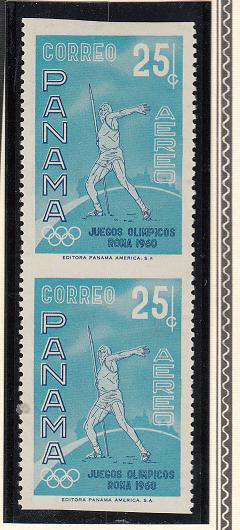 CORREO 25¢
PANAMA
AEREO
JUEGOS OLIMPICOS
ROMA 1960
EDITORA PANAMA AMERICA, S.A.
CORREO 25¢
PANAMA
AEREO
JUEGOS OLIMPICOS
ROMA 1960
EDITORA PANAMA AMERICA, S.A.